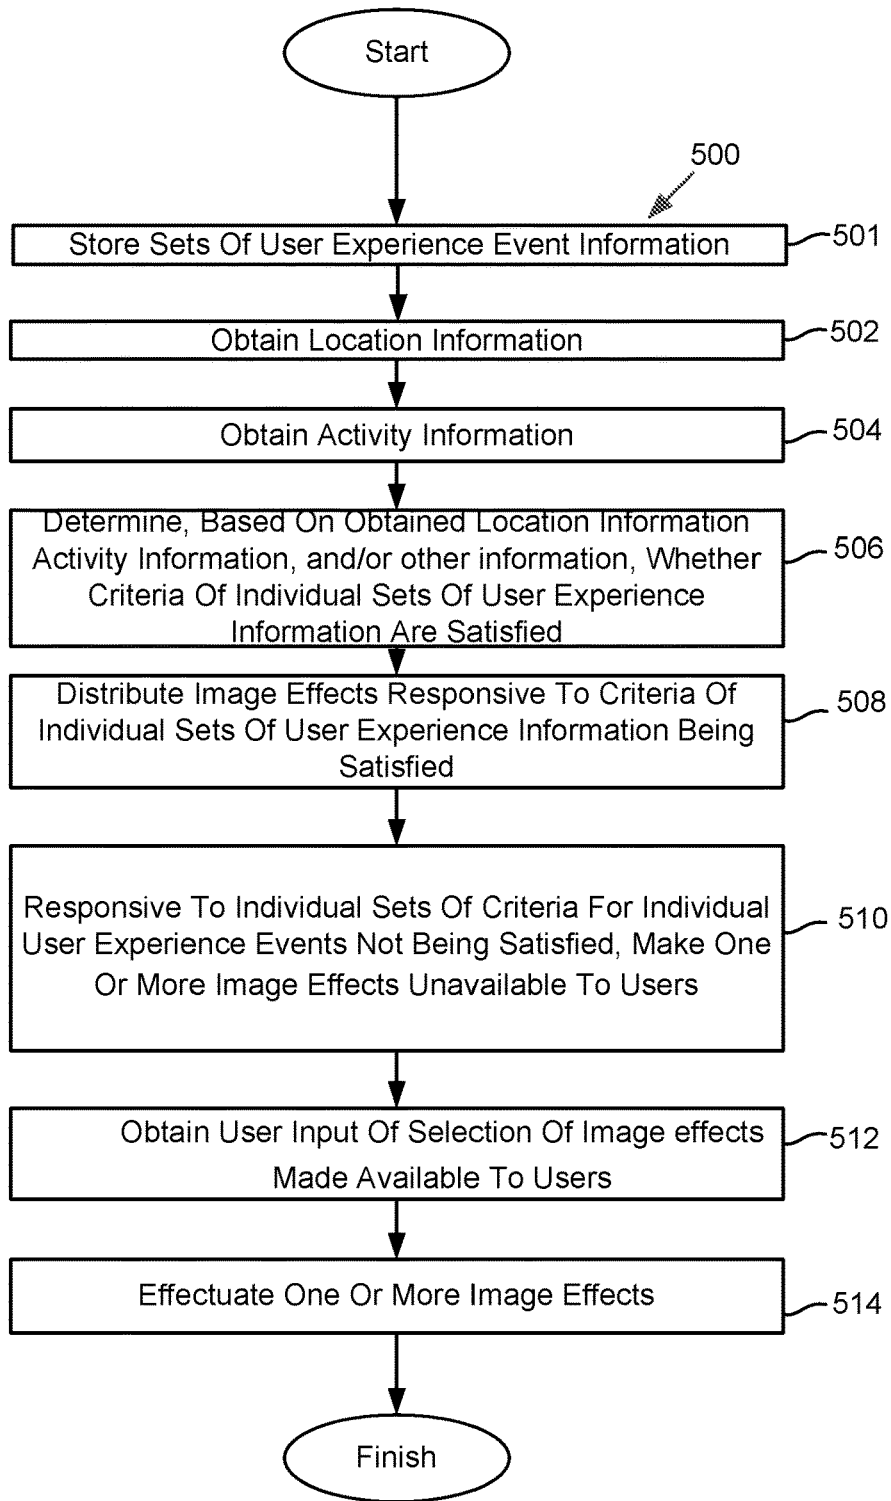 Start
500
Store Sets Of User Experience Event Information
501
Obtain Location Information
502
Obtain Activity Information
504
Determine, Based On Obtained Location Information
Activity Information, and/or other information, Whether
Criteria Of Individual Sets Of User Experience
Information Are Satisfied
506
Distribute Image Effects Responsive To Criteria Of
Individual Sets Of User Experience Information Being
Satisfied
508
Responsive To Individual Sets Of Criteria For Individual
User Experience Events Not Being Satisfied, Make One
Or More Image Effects Unavailable To Users
510
Obtain User Input Of Selection Of Image effects
Made Available To Users
512
Effectuate One Or More Image Effects
514
Finish